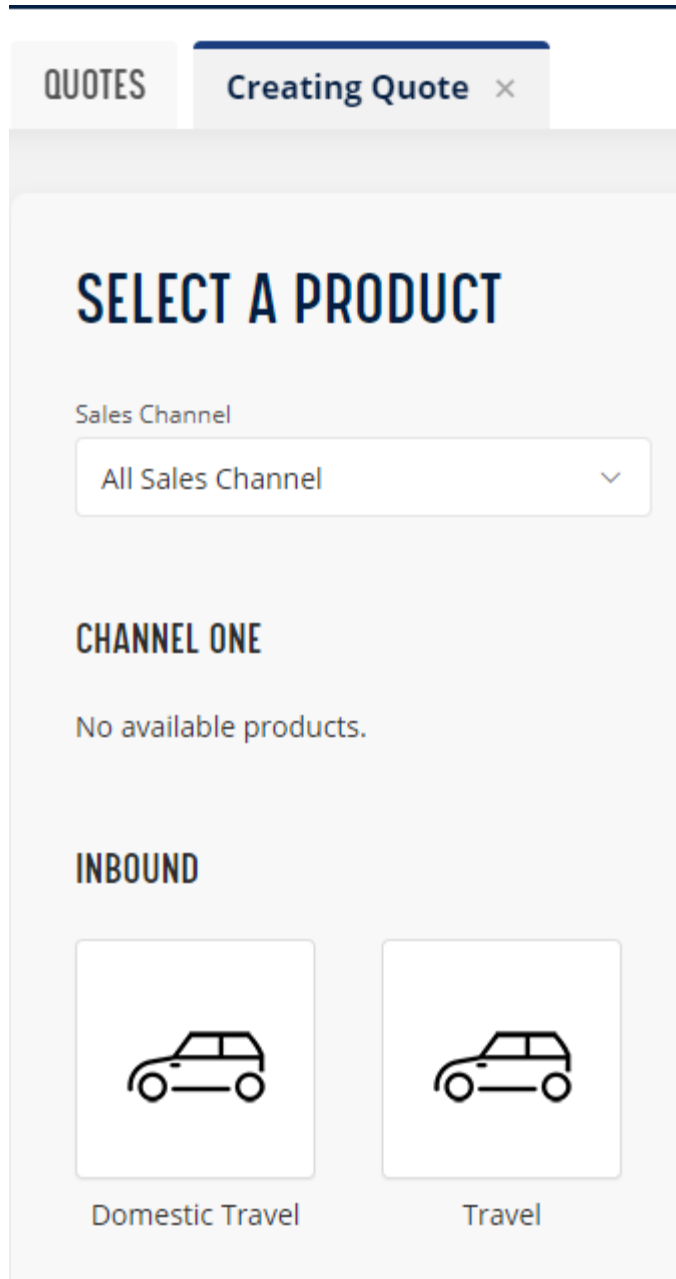 QUOTES
Creating Quote ×
SELECT A PRODUCT
Sales Channel
All Sales Channel
CHANNEL ONE
No available products.
INBOUND
Domestic Travel
Travel